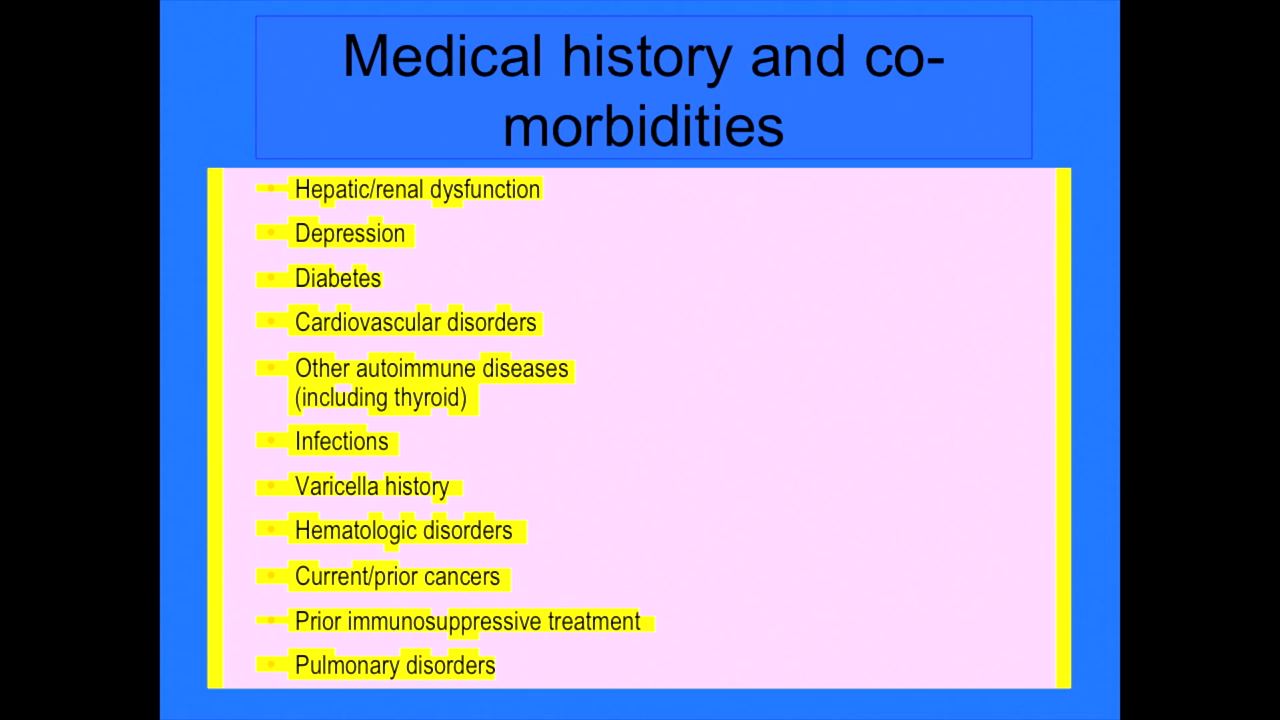 Medical history and co-
morbidities
• Hepatic/renal dysfunction
• Depression
• Diabetes
• Cardiovascular disorders
• Other autoimmune diseases
(including thyroid)
• Infections
• Varicella history
• Hematologic disorders
• Current/prior cancers
• Prior immunosuppressive treatment
• Pulmonary disorders